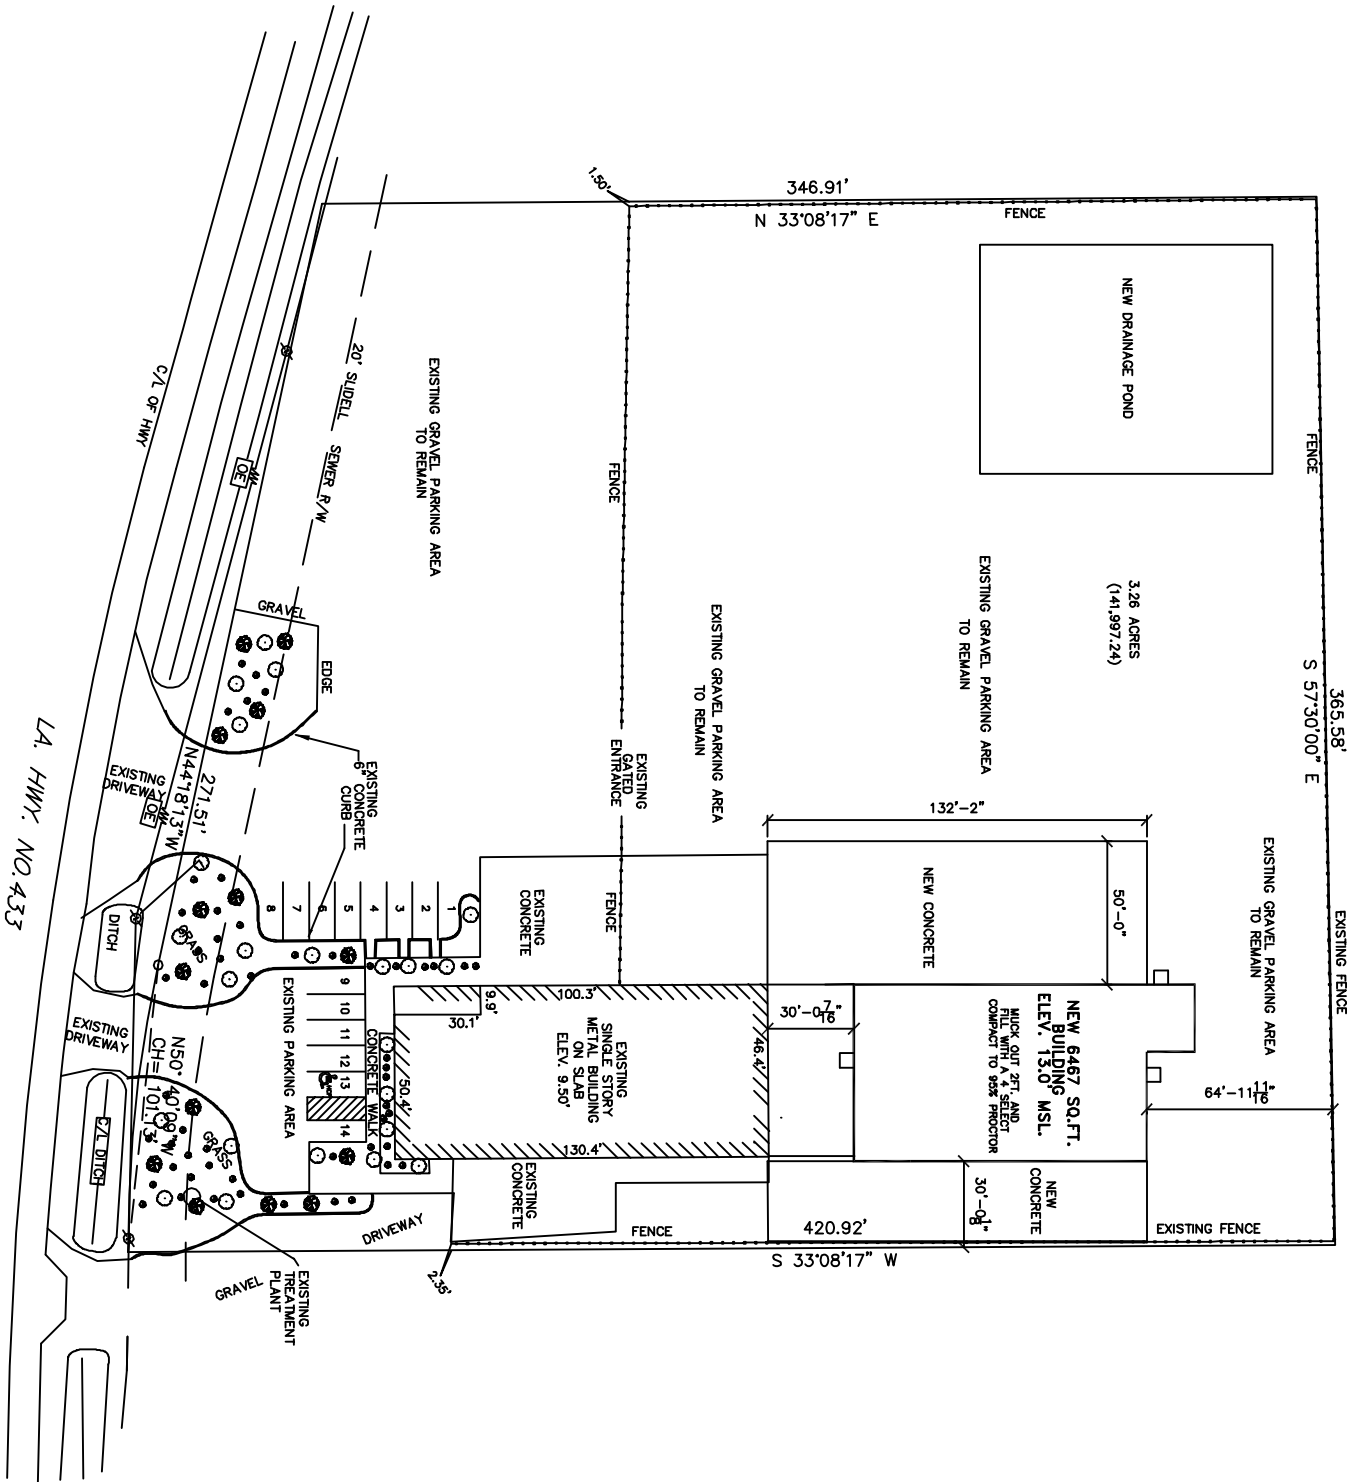 346.91'
N 33°08'17" E
1.50'
FENCE
NEW DRAINAGE POND
FENCE
365.58'
S 57°30'00" E
3.26 ACRES
(141,997.24)
EXISTING GRAVEL PARKING AREA
TO REMAIN
EXISTING GRAVEL PARKING AREA
TO REMAIN
EXISTING GRAVEL PARKING AREA
TO REMAIN
EXISTING GRAVEL PARKING AREA
TO REMAIN
EXISTING FENCE
FENCE
EXISTING
GATED
ENTRANCE
FENCE
20' SLIDELL SEWER R/W
C/L OF HWY
OE
GRAVEL
EDGE
EXISTING
6" CONCRETE
CURB
LA. HWY. NO.433
EXISTING
DRIVEWAY
OE
271.51'
N44°18'13"W
132'-2"
NEW CONCRETE
50'-0"
EXISTING
CONCRETE
1
2
3
4
5
6
7
8
GRASS
DITCH
EXISTING
DRIVEWAY
N50° 40'09"W
CH= 101.13'
9
10
11
12
13
14
EXISTING PARKING AREA
CONCRETE WALK
9.9'
30.1'
100.3'
46.4'
50.4'
130.4'
EXISTING
SINGLE STORY
METAL BUILDING
ON SLAB
ELEV. 9.50'
30'-0 7/16"
NEW 6467 SQ.FT.
BUILDING
ELEV. 13.0' MSL.
MUCK OUT 2FT. AND
FILL WITH A 4 SELECT
COMPACT TO 95% PROCTOR
64'-11 11/16"
NEW
CONCRETE
30'-0 1/8"
EXISTING FENCE
420.92'
S 33°08'17" W
FENCE
EXISTING
CONCRETE
DRIVEWAY
2.35'
GRASS
C/L DITCH
EXISTING
TREATMENT
PLANT
GRAVEL